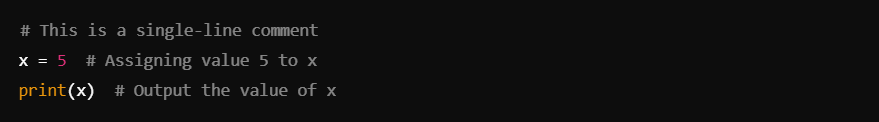 # This is a single-line comment
x = 5  # Assigning value 5 to x
print(x)  # Output the value of x